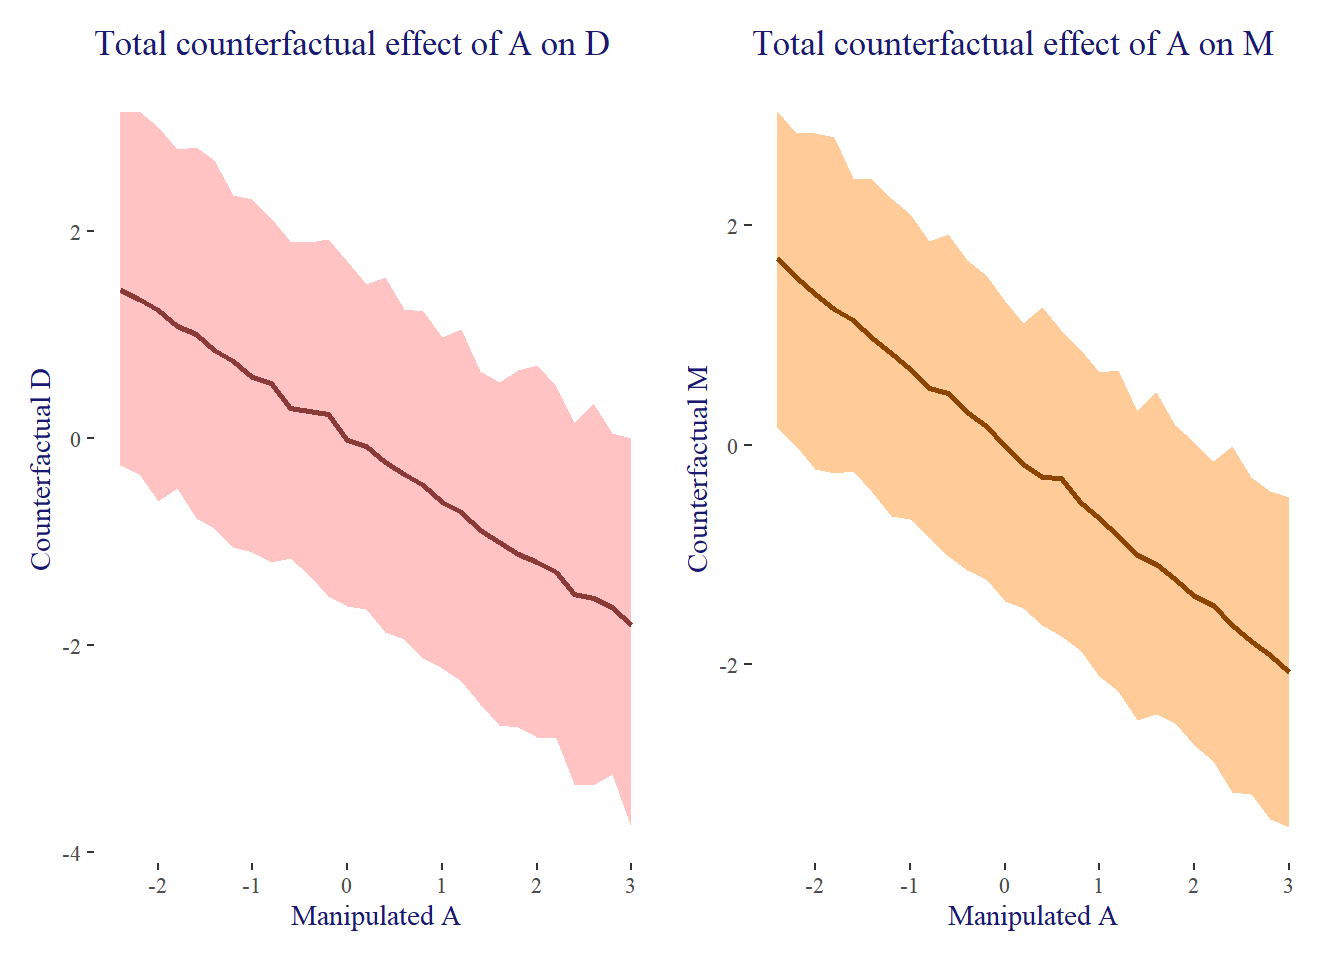 Total counterfactual effect of A on D
Counterfactual D
2
0
-2
-4
-2 -1 0 1 2 3
Manipulated A
Total counterfactual effect of A on M
Counterfactual M
2
0
-2
-2 -1 0 1 2 3
Manipulated A